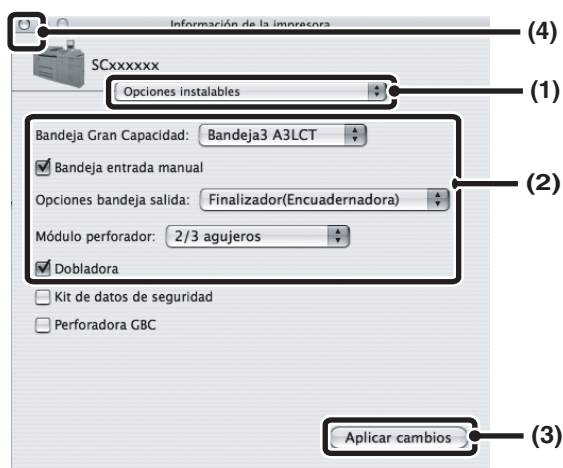 Información de la impresora
(4)
SCxxxxxx
Opciones instalables
(1)
Bandeja Gran Capacidad: Bandeja3 A3LCT
Bandeja entrada manual
Opciones bandeja salida: Finalizador(Encuadernadora)
(2)
Módulo perforador: 2/3 agujeros
Dobladora
Kit de datos de seguridad
Perforadora GBC
Aplicar cambios
(3)